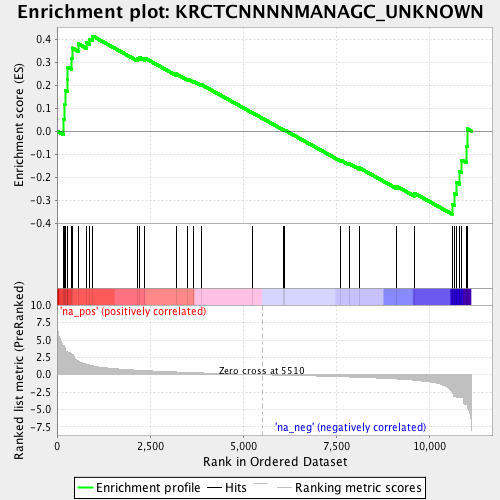 Enrichment plot: KRCTCNNNNMANAGC_UNKNOWN
Enrichment score (ES)
0.4
0.3
0.2
0.1
0.0
-0.1
-0.2
-0.3
-0.4
Ranked list metric (PreRanked)
10.0
7.5
5.0
2.5
0.0
-2.5
-5.0
-7.5
'na_pos' (positively correlated)
Zero cross at 5510
'na_neg' (negatively correlated)
0
2,500
5,000
7,500
10,000
Rank in Ordered Dataset
Enrichment profile
Hits
Ranking metric scores